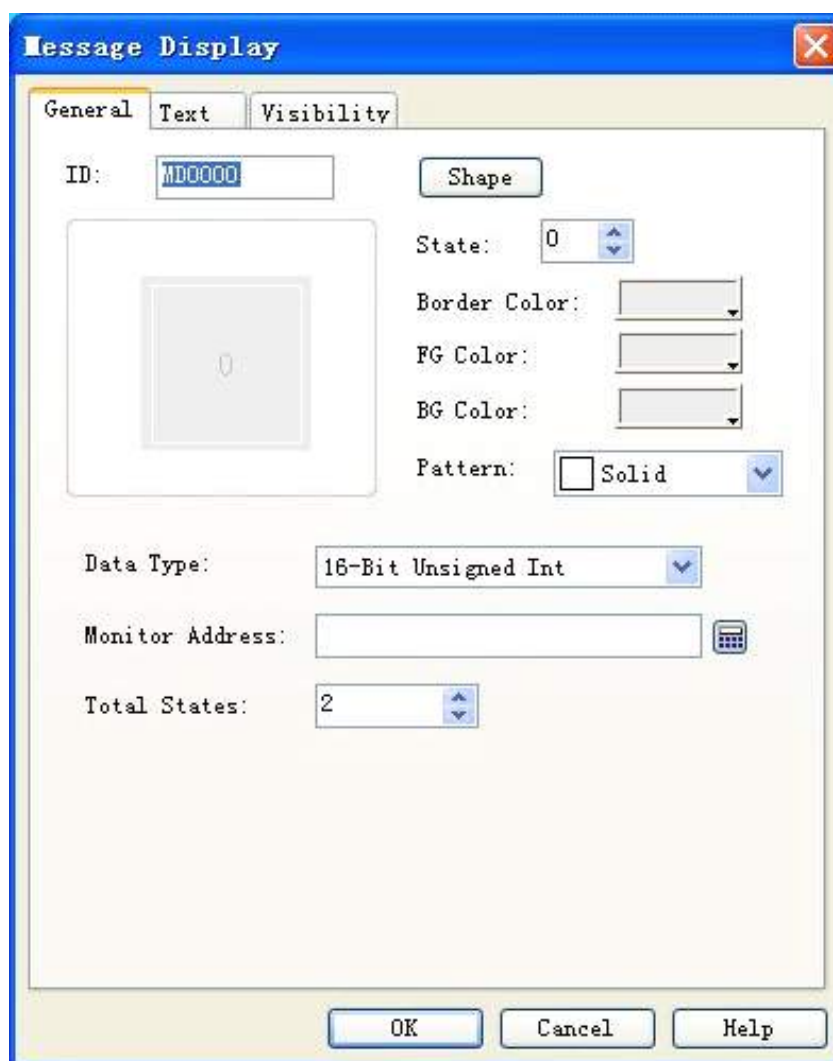 Message Display
General Text Visibility
ID: MD0000 Shape
State: 0
Border Color:
0
FG Color:
BG Color:
Pattern: Solid
Data Type: 16-Bit Unsigned Int
Monitor Address:
Total States: 2
OK Cancel Help